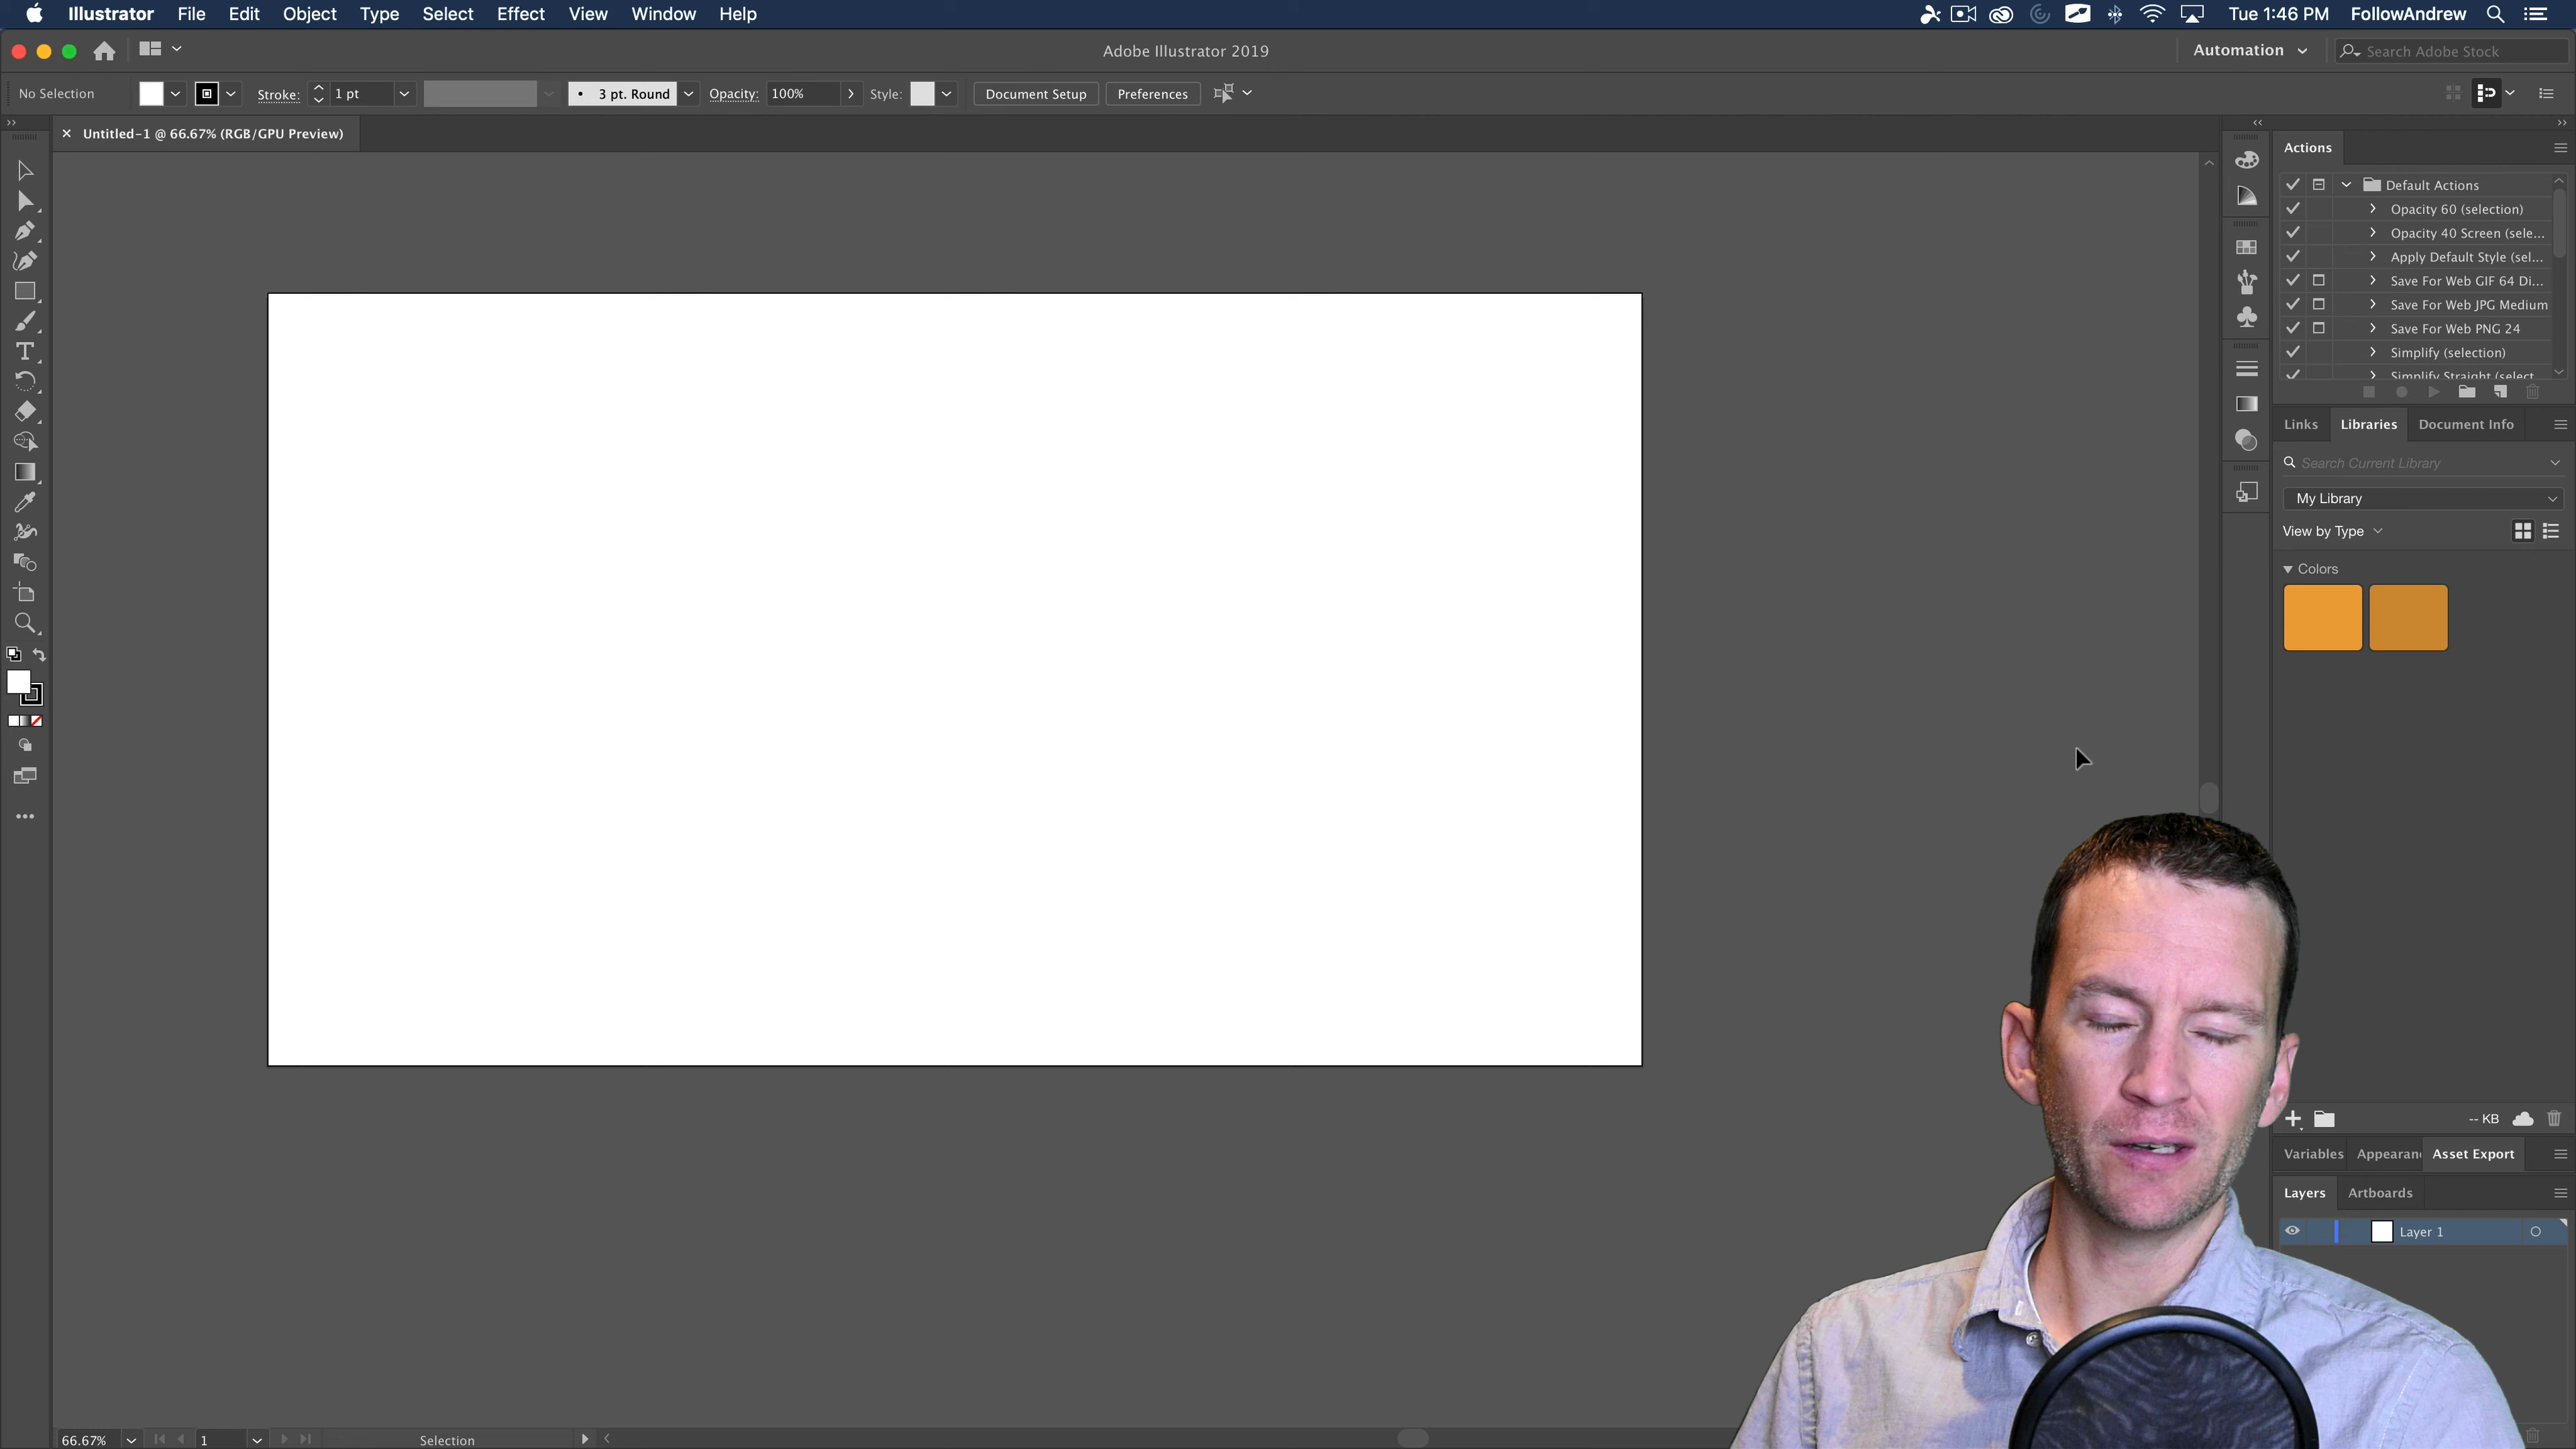 Illustrator File Edit Object Type Select Effect View Window Help
Tue 1:46 PM FollowAndrew
Adobe Illustrator 2019
Automation
Search Adobe Stock
No Selection
Stroke: 1 pt
3 pt. Round
Opacity: 100%
Style:
Document Setup
Preferences
Untitled-1 @ 66.67% (RGB/GPU Preview)
Actions
Default Actions
Opacity 60 (selection)
Opacity 40 Screen (sele...
Apply Default Style (sel...
Save For Web GIF 64 Di...
Save For Web JPG Medium
Save For Web PNG 24
Simplify (selection)
Simplify Straight (select
Links Libraries Document Info
Search Current Library
My Library
View by Type
Colors
-- KB
Variables Appearan Asset Export
Layers Artboards
Layer 1
66.67% 1 Selection